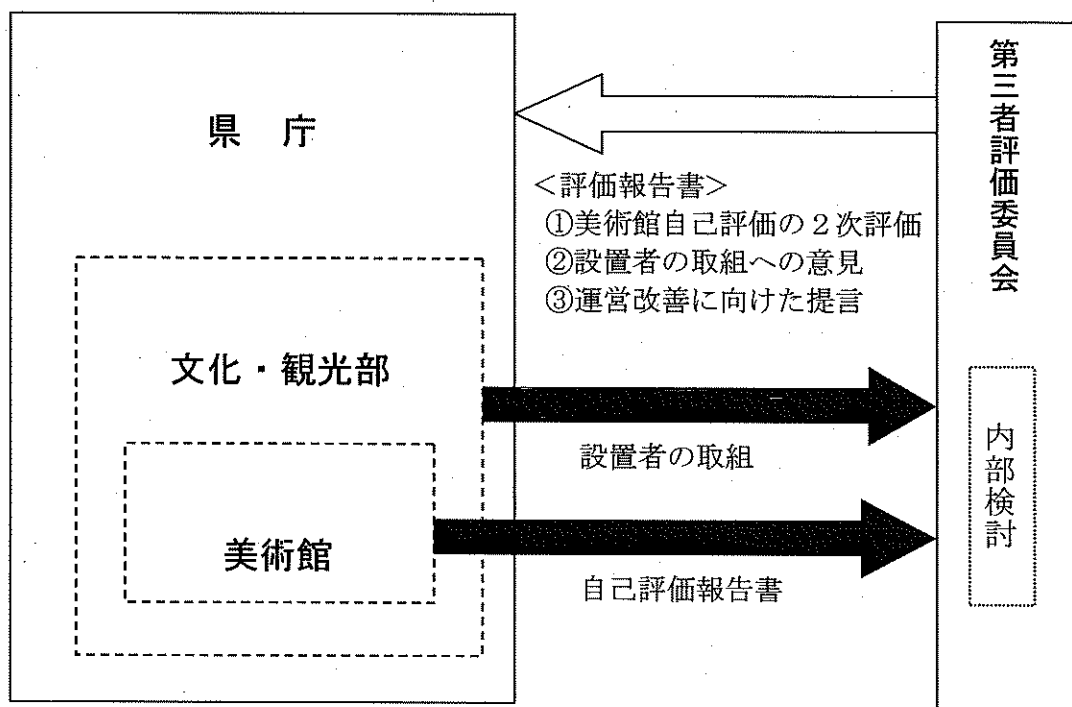 県　庁
第三者評価委員会
＜評価報告書＞
①美術館自己評価の２次評価
②設置者の取組への意見
③運営改善に向けた提言
文化・観光部
設置者の取組
内部検討
美術館
自己評価報告書